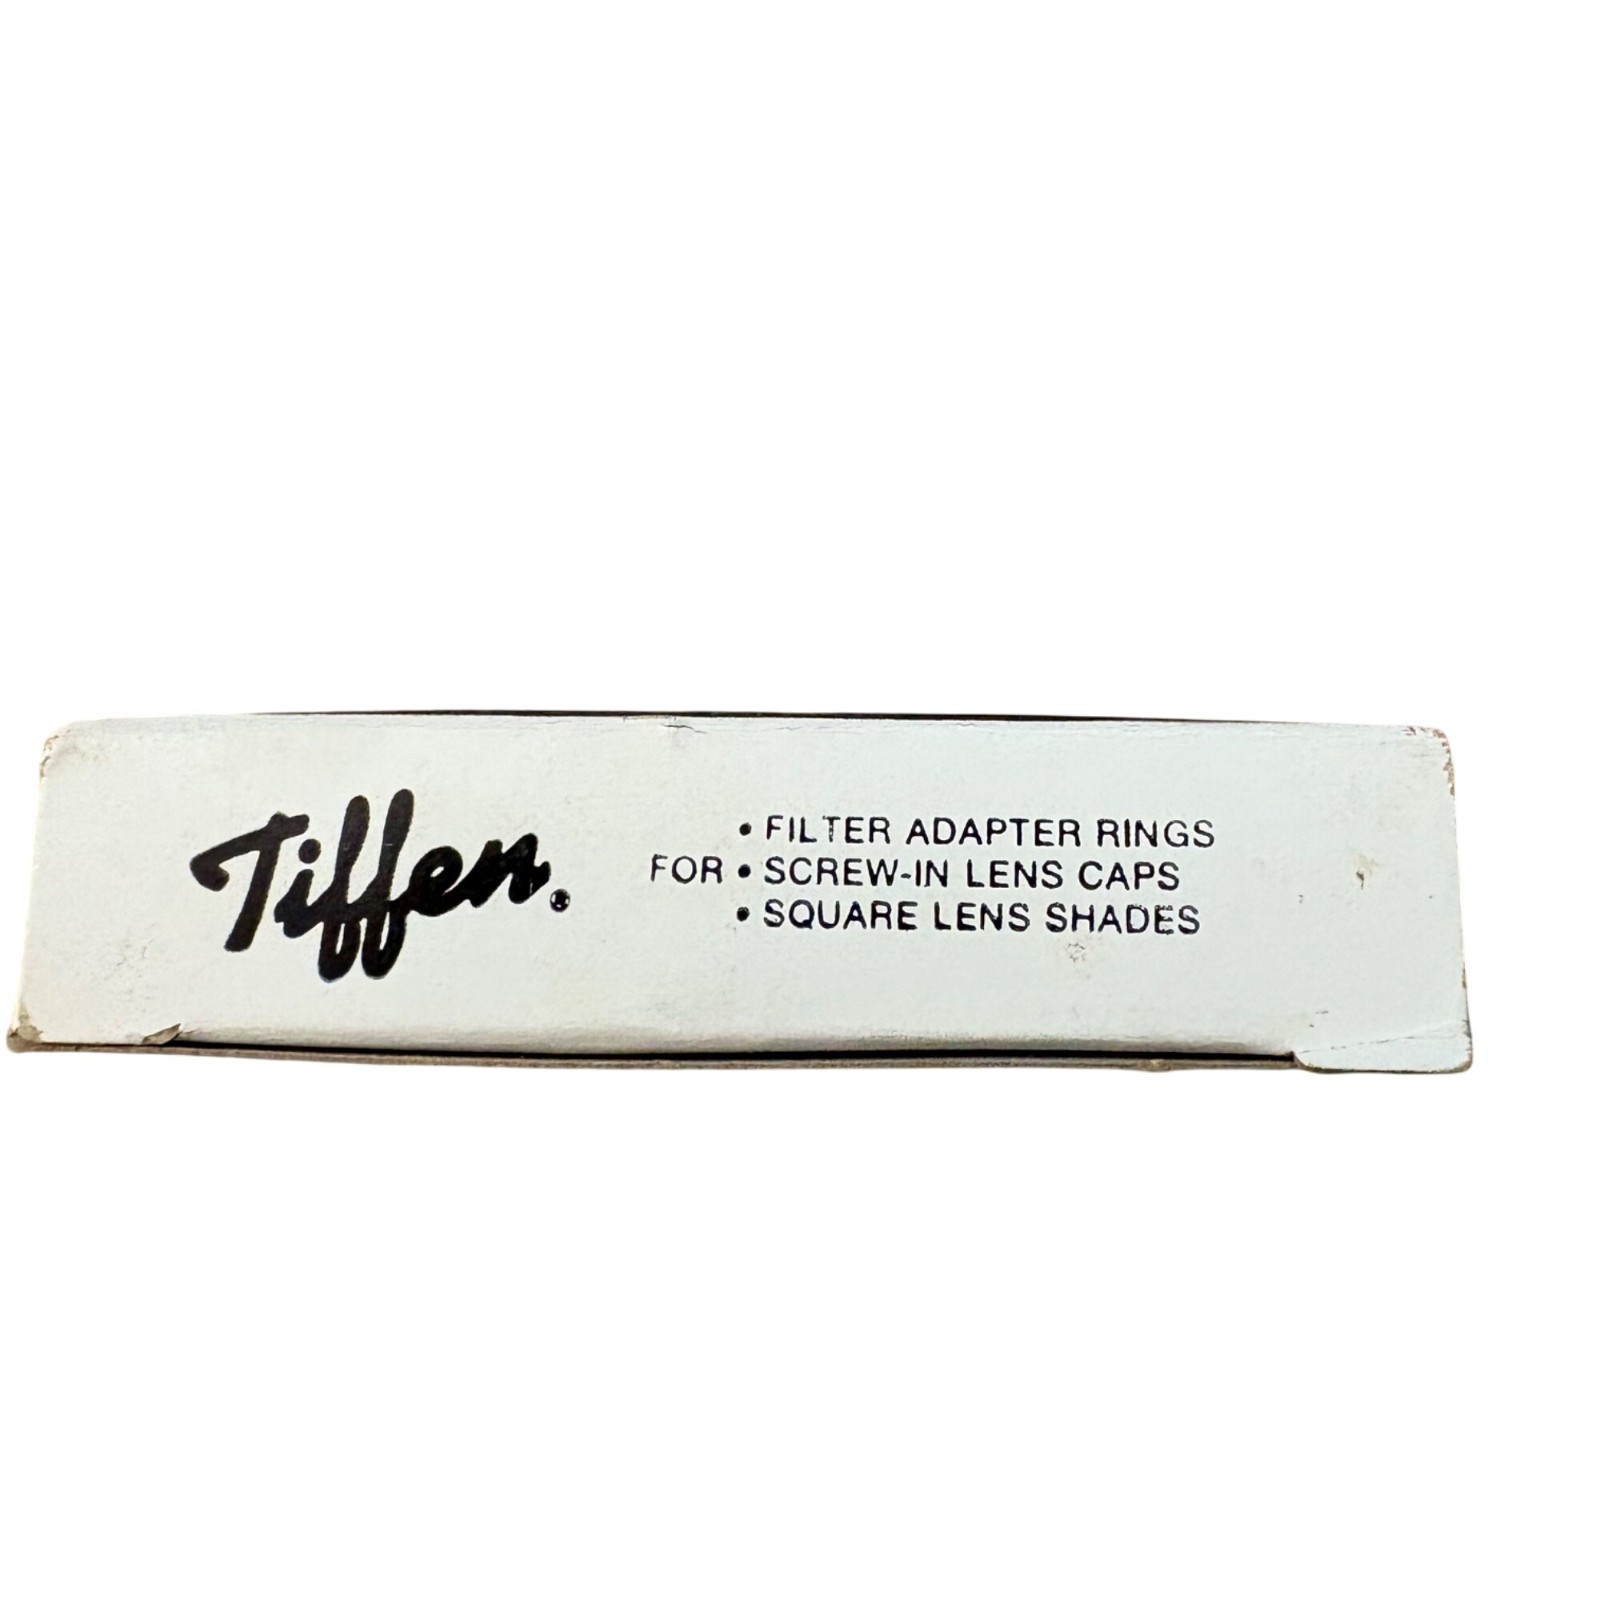 Tiffen®
• FILTER ADAPTER RINGS
FOR • SCREW-IN LENS CAPS
• SQUARE LENS SHADES